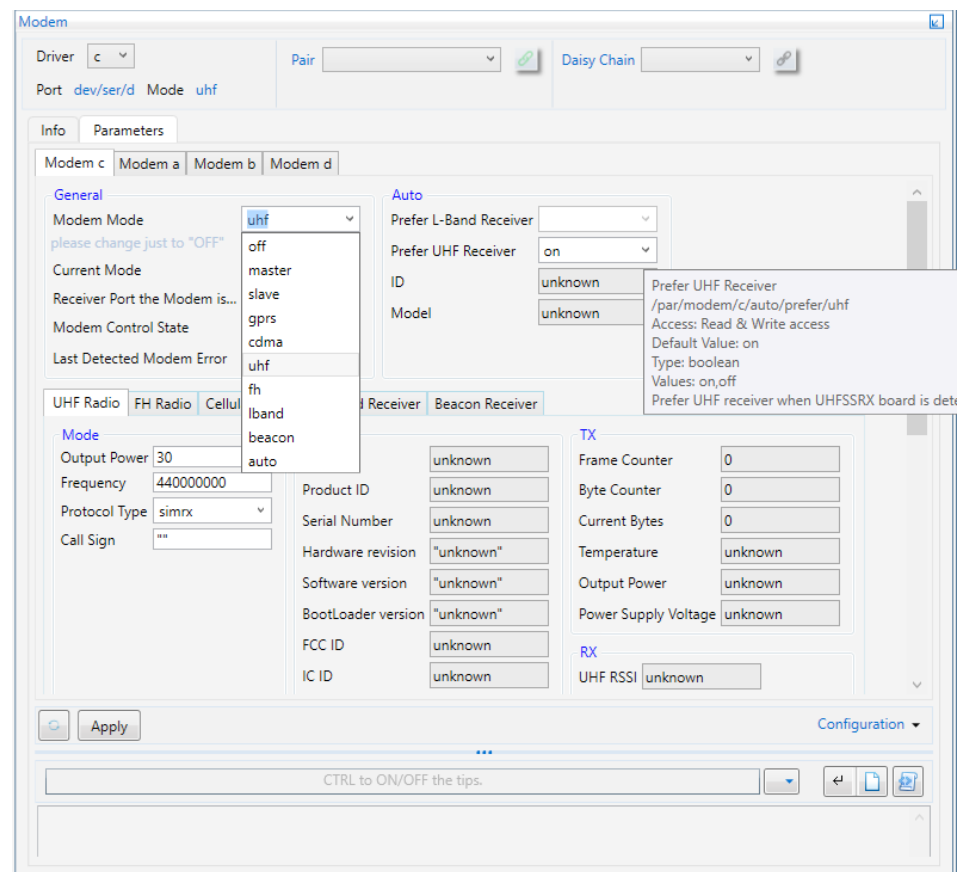 Modem
Driver c Pair Daisy Chain
Port dev/ser/d Mode uhf
Info Parameters
Modem c Modem a Modem b Modem d
General
Modem Mode uhf
please change just to "OFF"
Current Mode
Receiver Port the Modem is...
Modem Control State
Last Detected Modem Error
off
master
slave
gprs
cdma
uhf
fh
lband
beacon
auto
Auto
Prefer L-Band Receiver
Prefer UHF Receiver on
ID unknown
Model unknown
Prefer UHF Receiver
/par/modem/c/auto/prefer/uhf
Access: Read & Write access
Default Value: on
Type: boolean
Values: on,off
Prefer UHF receiver when UHFSSRX board is dete
UHF Radio FH Radio Cellul d Receiver Beacon Receiver
Mode
Output Power 30
Frequency 440000000
Protocol Type simrx
Call Sign ""
unknown
Product ID unknown
Serial Number unknown
Hardware revision "unknown"
Software version "unknown"
BootLoader version "unknown"
FCC ID unknown
IC ID unknown
TX
Frame Counter 0
Byte Counter 0
Current Bytes 0
Temperature unknown
Output Power unknown
Power Supply Voltage unknown
RX
UHF RSSI unknown
Apply Configuration
CTRL to ON/OFF the tips.